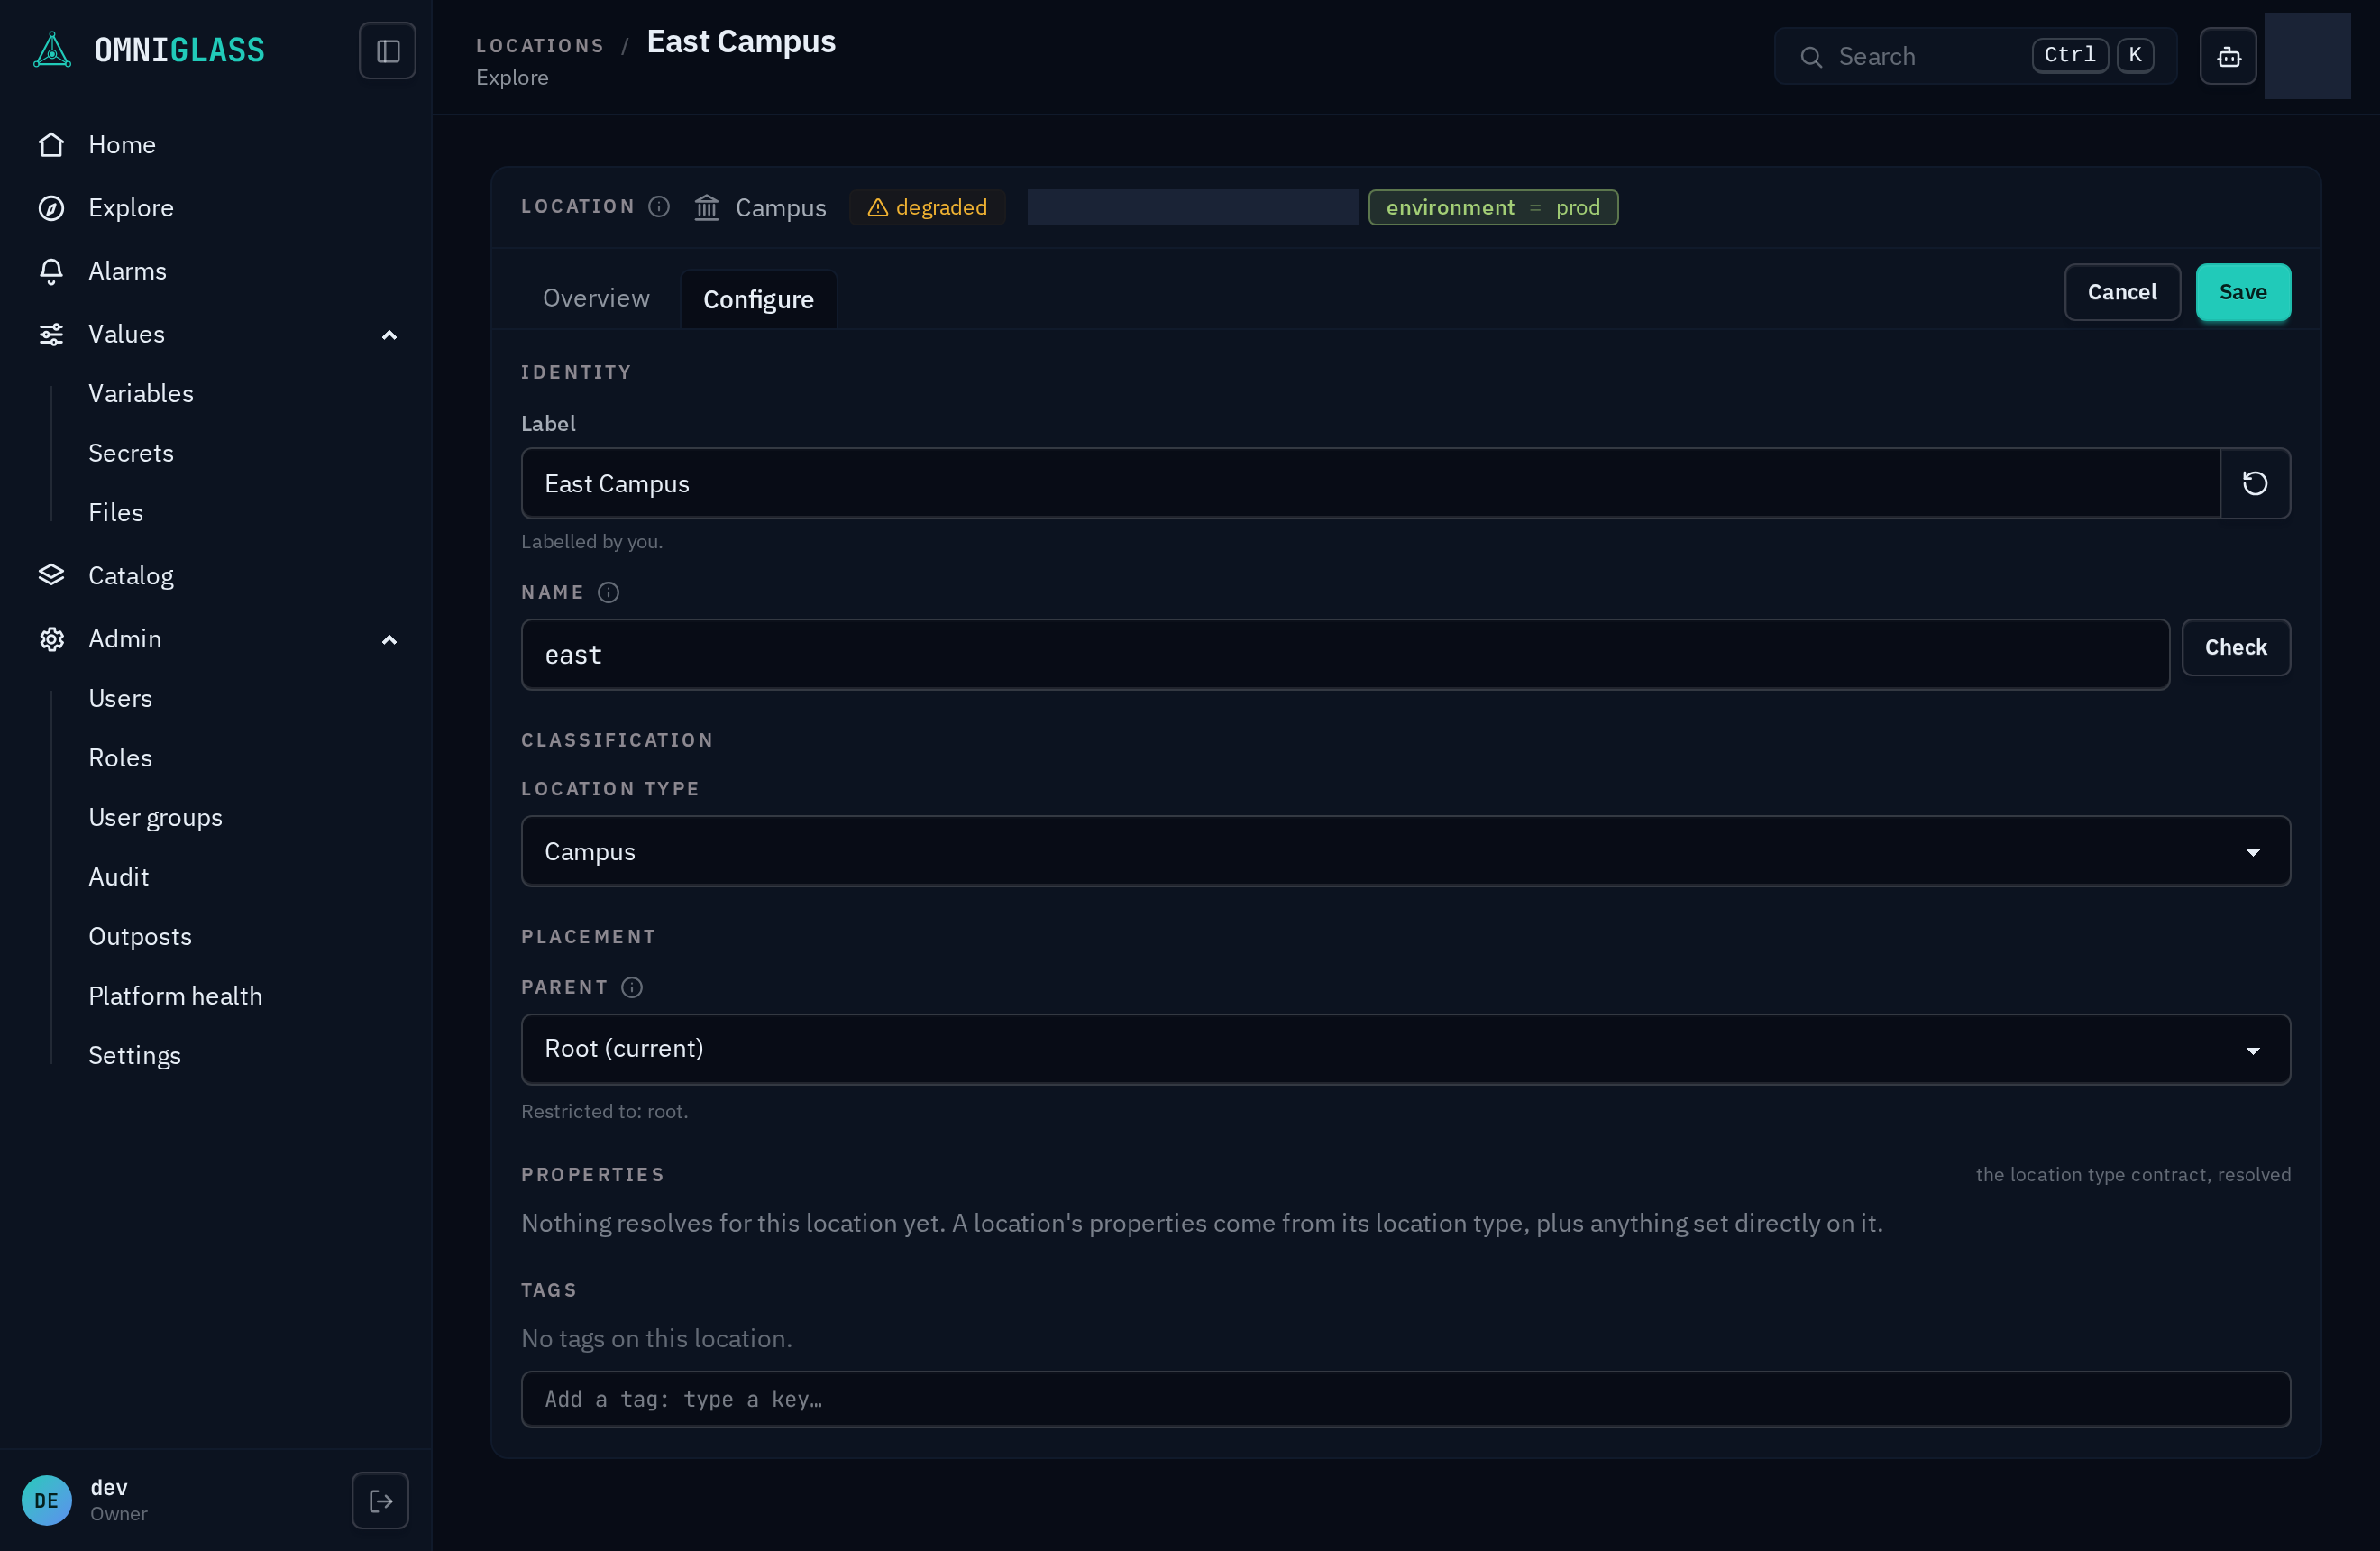 OMNIGLASS
Home
Explore
Alarms
Values
Variables
Secrets
Files
Catalog
Admin
Users
Roles
User groups
Audit
Outposts
Platform health
Settings
DE
dev
Owner
LOCATIONS / East Campus
Explore
Search Ctrl K
LOCATION Campus degraded environment = prod
Overview Configure Cancel Save
IDENTITY
Label
East Campus
Labelled by you.
NAME
east Check
CLASSIFICATION
LOCATION TYPE
Campus
PLACEMENT
PARENT
Root (current)
Restricted to: root.
PROPERTIES the location type contract, resolved
Nothing resolves for this location yet. A location's properties come from its location type, plus anything set directly on it.
TAGS
No tags on this location.
Add a tag: type a key…